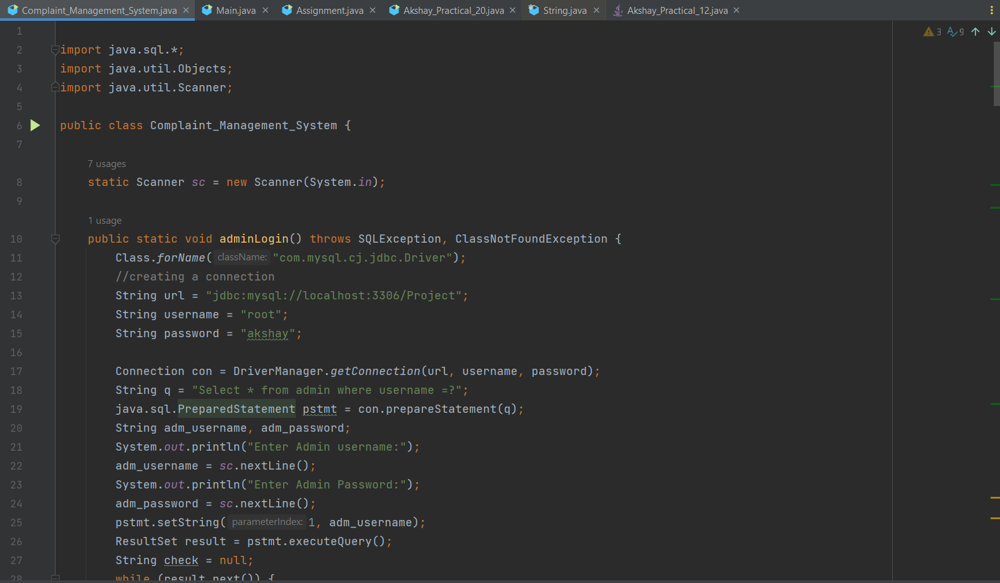 Complaint_Management_System.java × Main.java × Assignment.java × Akshay_Practical_20.java × String.java × Akshay_Practical_12.java ×
1 3 9
2 import java.sql.*;
3 import java.util.Objects;
4 import java.util.Scanner;
5
6 public class Complaint_Management_System {
7
7 usages
8 static Scanner sc = new Scanner(System.in);
9
1 usage
10 public static void adminLogin() throws SQLException, ClassNotFoundException {
11 Class.forName( className: "com.mysql.cj.jdbc.Driver");
12 //creating a connection
13 String url = "jdbc:mysql://localhost:3306/Project";
14 String username = "root";
15 String password = "akshay";
16
17 Connection con = DriverManager.getConnection(url, username, password);
18 String q = "Select * from admin where username =?";
19 java.sql.PreparedStatement pstmt = con.prepareStatement(q);
20 String adm_username, adm_password;
21 System.out.println("Enter Admin username:");
22 adm_username = sc.nextLine();
23 System.out.println("Enter Admin Password:");
24 adm_password = sc.nextLine();
25 pstmt.setString( parameterIndex: 1, adm_username);
26 ResultSet result = pstmt.executeQuery();
27 String check = null;
28 while (result.next()) {